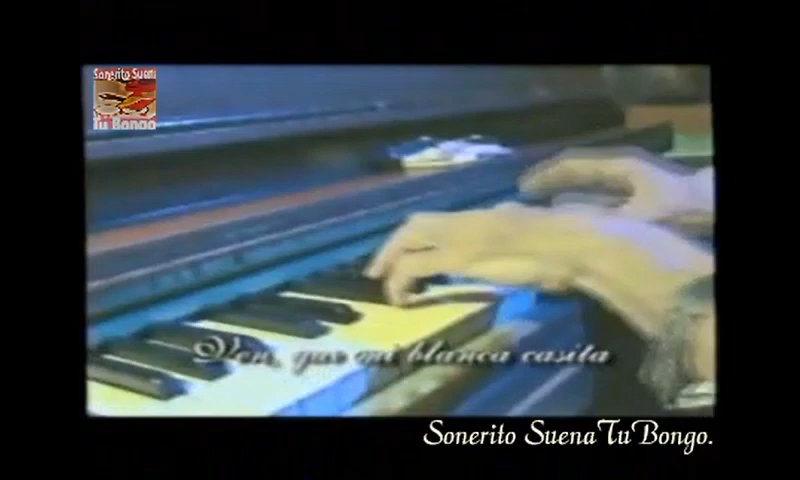 Sonerito Suena
Tu Bongo
Ven, que mi blanca casita
Sonerito Suena Tu Bongo.